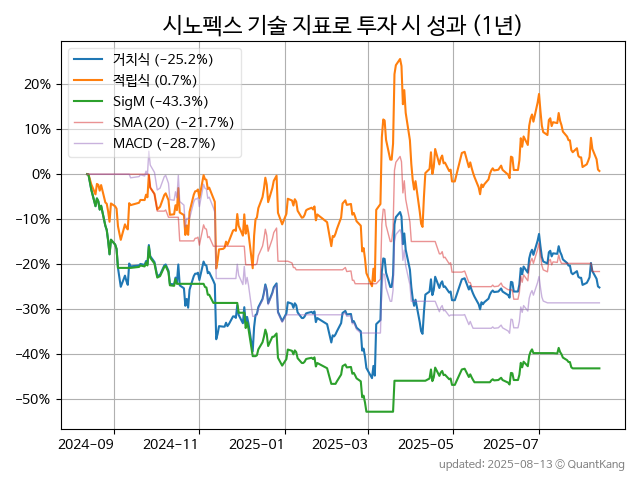 시노펙스 기술 지표로 투자 시 성과 (1년)
거치식 (−25.2%)
적립식 (0.7%)
SigM (−43.3%)
SMA(20) (−21.7%)
MACD (−28.7%)
20%
10%
0%
−10%
−20%
−30%
−40%
−50%
2024-09
2024-11
2025-01
2025-03
2025-05
2025-07
updated: 2025-08-13 © QuantKang